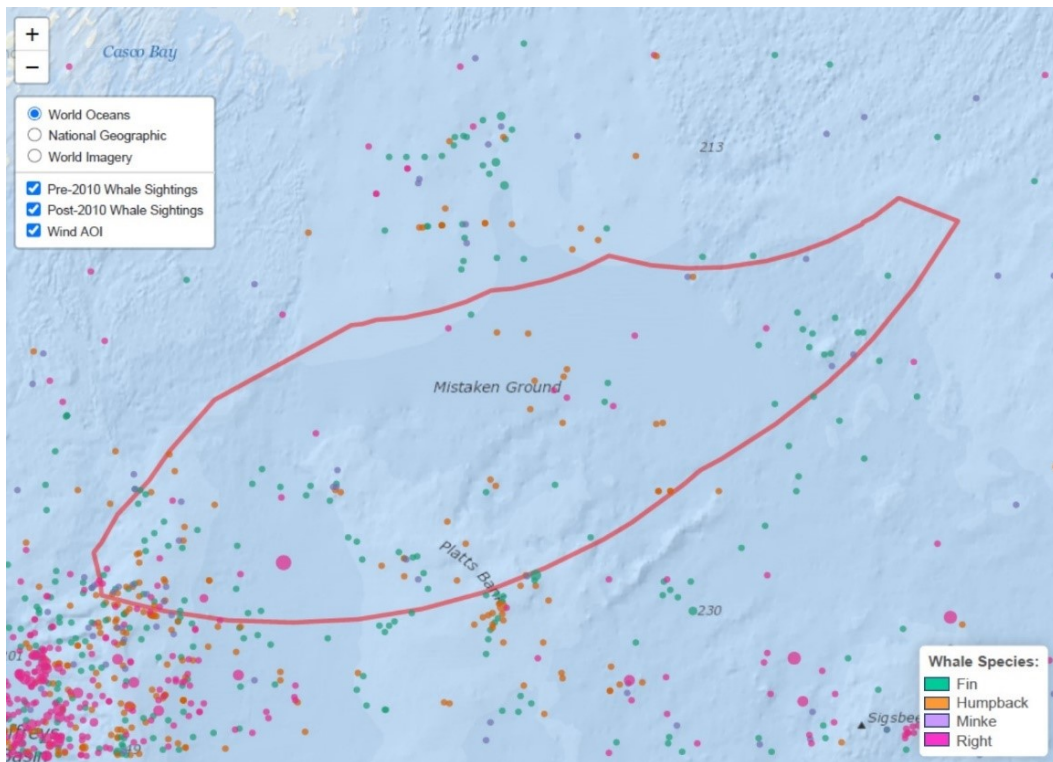 +
−
Casco Bay
World Oceans
National Geographic
World Imagery
Pre-2010 Whale Sightings
Post-2010 Whale Sightings
Wind AOI
213
Mistaken Ground
Platts Bank
230
Whale Species:
Fin
Humpback
Minke
Right
Sigsbee